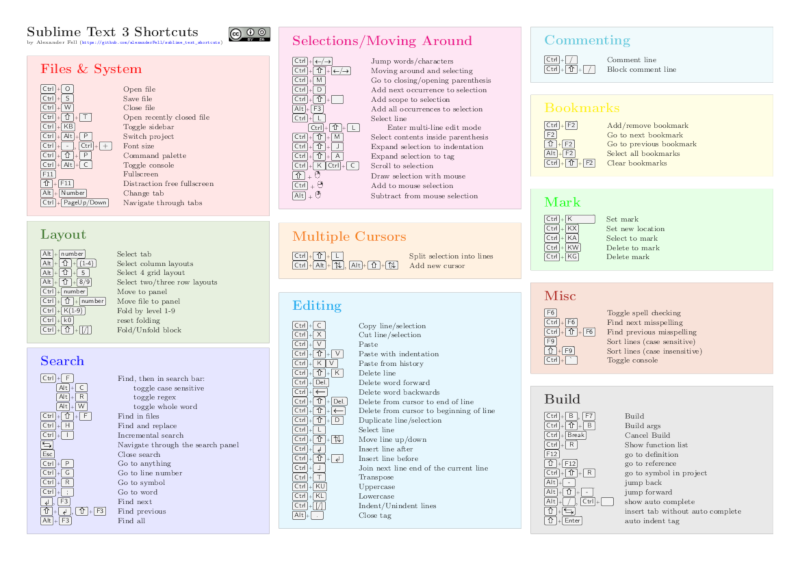 Sublime Text 3 Shortcuts
by Alexander Fell (https://github.com/alexanderFell/sublime_text_shortcuts)
Files & System
Ctrl + O Open file
Ctrl + S Save file
Ctrl + W Close file
Ctrl + ⇧ + T Open recently closed file
Ctrl + KB Toggle sidebar
Ctrl + Alt + P Switch project
Ctrl + - , Ctrl + + Font size
Ctrl + ⇧ + P Command palette
Ctrl + Alt + C Toggle console
F11 Fullscreen
⇧ + F11 Distraction free fullscreen
Alt + Number Change tab
Ctrl + PageUp/Down Navigate through tabs
Layout
Alt + number Select tab
Alt + ⇧ + (1-4) Select column layouts
Alt + ⇧ + 5 Select 4 grid layout
Alt + ⇧ + 8/9 Select two/three row layouts
Ctrl + number Move to panel
Ctrl + ⇧ + number Move file to panel
Ctrl + K(1-9) Fold by level 1-9
Ctrl + k0 reset folding
Ctrl + ⇧ + [/] Fold/Unfold block
Search
Ctrl + F Find, then in search bar:
Alt + C toggle case sensitive
Alt + R toggle regex
Alt + W toggle whole word
Ctrl + ⇧ + F Find in files
Ctrl + H Find and replace
Ctrl + I Incremental search
Navigate through the search panel
Esc Close search
Ctrl + P Go to anything
Ctrl + G Go to line number
Ctrl + R Go to symbol
Ctrl + ; Go to word
↲, F3 Find next
⇧ + ↲, ⇧ + F3 Find previous
Alt + F3 Find all
Selections/Moving Around
Ctrl + ←/→ Jump words/characters
Ctrl + ⇧ + ←/→ Moving around and selecting
Ctrl + M Go to closing/opening parenthesis
Ctrl + D Add next occurrence to selection
Ctrl + ⇧ + Add scope to selection
Alt + F3 Add all occurrences to selection
Ctrl + L Select line
Ctrl + ⇧ + L Enter multi-line edit mode
Ctrl + ⇧ + M Select contents inside parenthesis
Ctrl + ⇧ + J Expand selection to indentation
Ctrl + ⇧ + A Expand selection to tag
Ctrl + K Ctrl + C Scroll to selection
⇧ + Draw selection with mouse
Ctrl + Add to mouse selection
Alt + Subtract from mouse selection
Multiple Cursors
Ctrl + ⇧ + L Split selection into lines
Ctrl + Alt + ⇅, Alt + ⇧ + ⇅ Add new cursor
Editing
Ctrl + C Copy line/selection
Ctrl + X Cut line/selection
Ctrl + V Paste
Ctrl + ⇧ + V Paste with indentation
Ctrl + K V Paste from history
Ctrl + ⇧ + K Delete line
Ctrl + Del Delete word forward
Ctrl + ← Delete word backwards
Ctrl + ⇧ + Del Delete from cursor to end of line
Ctrl + ⇧ + ← Delete from cursor to beginning of line
Ctrl + ⇧ + D Duplicate line/selection
Ctrl + L Select line
Ctrl + ⇧ + ⇅ Move line up/down
Ctrl + ↲ Insert line after
Ctrl + ⇧ + ↲ Insert line before
Ctrl + J Join next line end of the current line
Ctrl + T Transpose
Ctrl + KU Uppercase
Ctrl + KL Lowercase
Ctrl + [/] Indent/Unindent lines
Alt + . Close tag
Commenting
Ctrl + / Comment line
Ctrl + ⇧ + / Block comment line
Bookmarks
Ctrl + F2 Add/remove bookmark
F2 Go to next bookmark
⇧ + F2 Go to previous bookmark
Alt + F2 Select all bookmarks
Ctrl + ⇧ + F2 Clear bookmarks
Mark
Ctrl + K Set mark
Ctrl + KX Set new location
Ctrl + KA Select to mark
Ctrl + KW Delete to mark
Ctrl + KG Delete mark
Misc
F6 Toggle spell checking
Ctrl + F6 Find next misspelling
Ctrl + ⇧ + F6 Find previous misspelling
F9 Sort lines (case sensitive)
⇧ + F9 Sort lines (case insensitive)
Ctrl + Toggle console
Build
Ctrl + B, F7 Build
Ctrl + ⇧ + B Build args
Ctrl + Break Cancel Build
Ctrl + R Show function list
F12 go to definition
⇧ + F12 go to reference
Ctrl + ⇧ + R go to symbol in project
Alt + - jump back
Alt + ⇧ + - jump forward
Alt + /, Ctrl + show auto complete
⇧ + insert tab without auto complete
⇧ + Enter auto indent tag